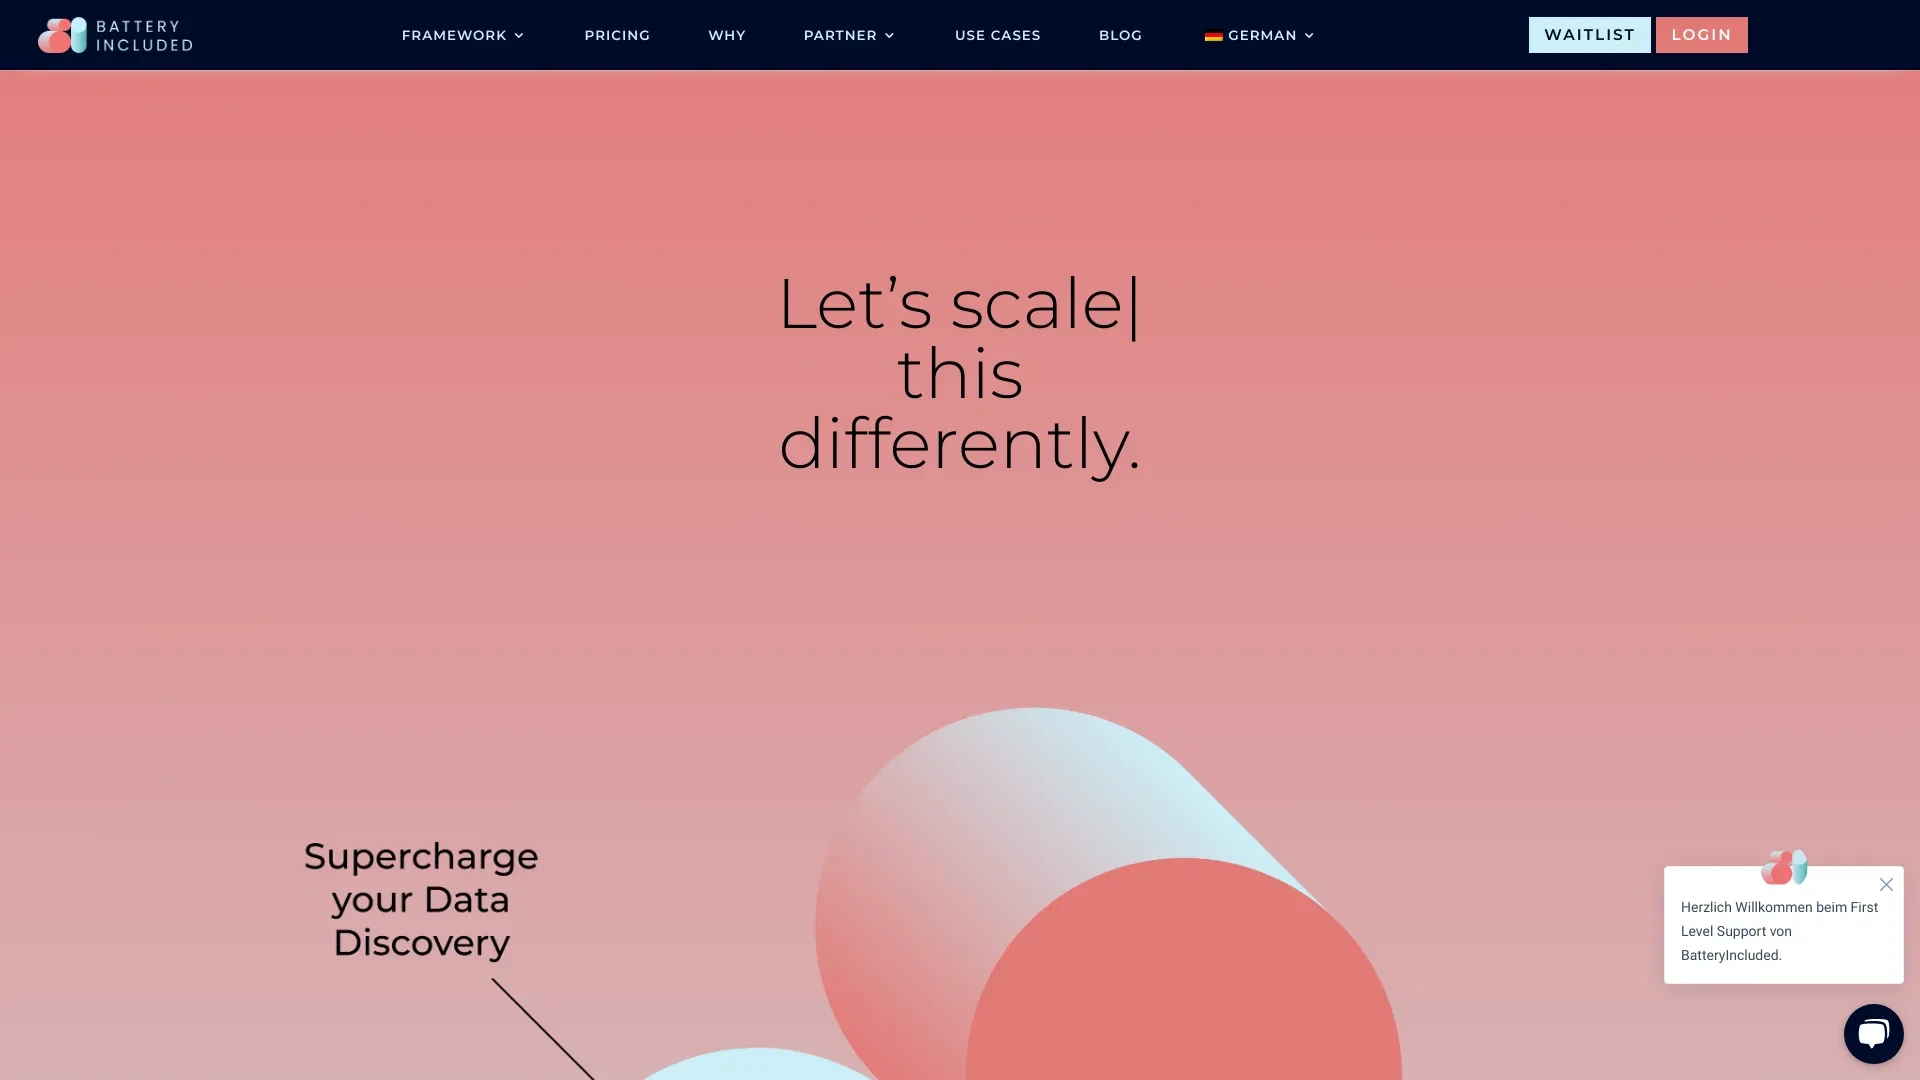 BATTERY
INCLUDED
FRAMEWORK
PRICING
WHY
PARTNER
USE CASES
BLOG
GERMAN
WAITLIST
LOGIN
Let’s scale|
this
differently.
Supercharge
your Data
Discovery
Herzlich Willkommen beim First
Level Support von
BatteryIncluded.